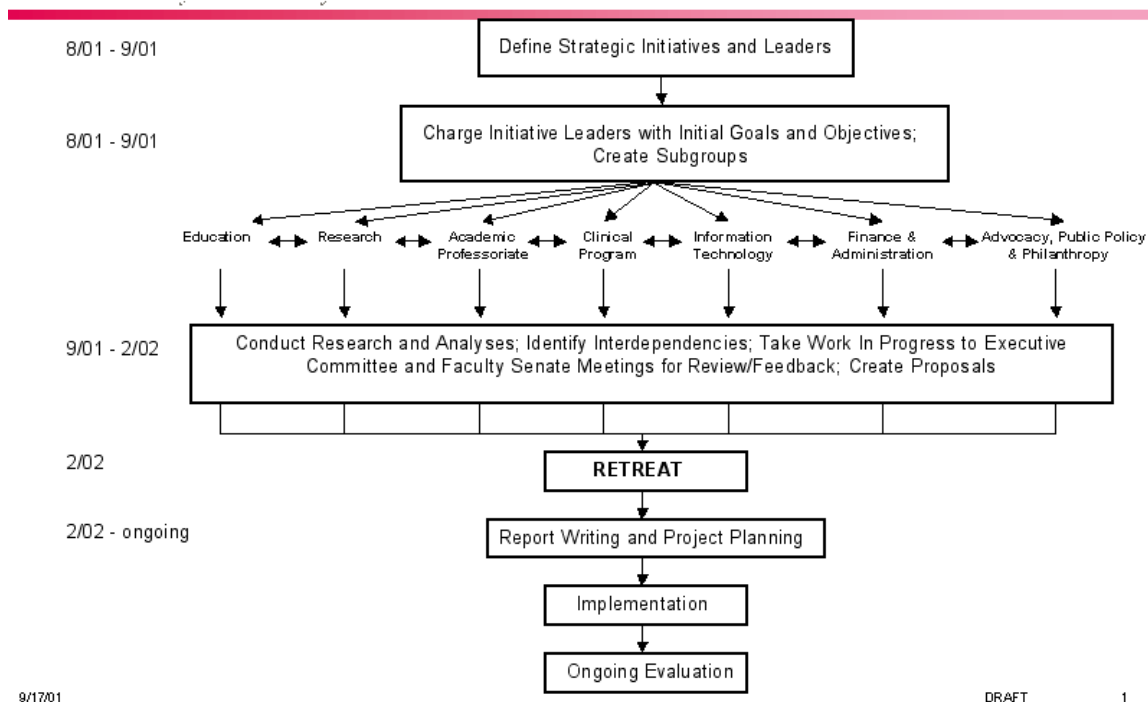 8/01 - 9/01
Define Strategic Initiatives and Leaders
8/01 - 9/01
Charge Initiative Leaders with Initial Goals and Objectives;
Create Subgroups
Education
Research
Academic
Professoriate
Clinical
Program
Information
Technology
Finance &
Administration
Advocacy, Public Policy
& Philanthropy
9/01 - 2/02
Conduct Research and Analyses; Identify Interdependencies; Take Work In Progress to Executive
Committee and Faculty Senate Meetings for Review/Feedback; Create Proposals
2/02
RETREAT
2/02 - ongoing
Report Writing and Project Planning
Implementation
Ongoing Evaluation
9/17/01
DRAFT
1